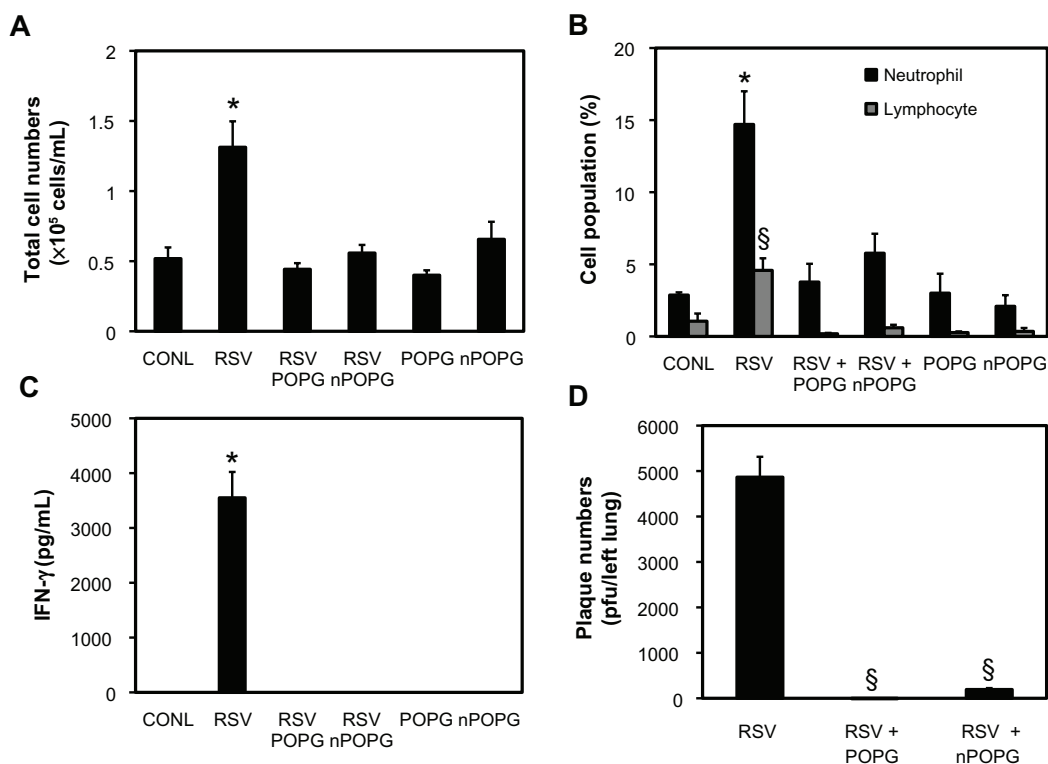 A
Total cell numbers
(×10⁵ cells/mL)
2
1.5
1
0.5
0
*
CONL RSV RSV RSV POPG nPOPG
POPG nPOPG
B
Cell population (%)
20
15
10
5
0
*
§
Neutrophil
Lymphocyte
CONL RSV RSV + RSV + POPG nPOPG
POPG nPOPG
C
IFN-γ (pg/mL)
5000
4000
3000
2000
1000
0
*
CONL RSV RSV RSV POPG nPOPG
POPG nPOPG
D
Plaque numbers
(pfu/left lung)
6000
5000
4000
3000
2000
1000
0
§ §
RSV RSV + RSV +
POPG nPOPG